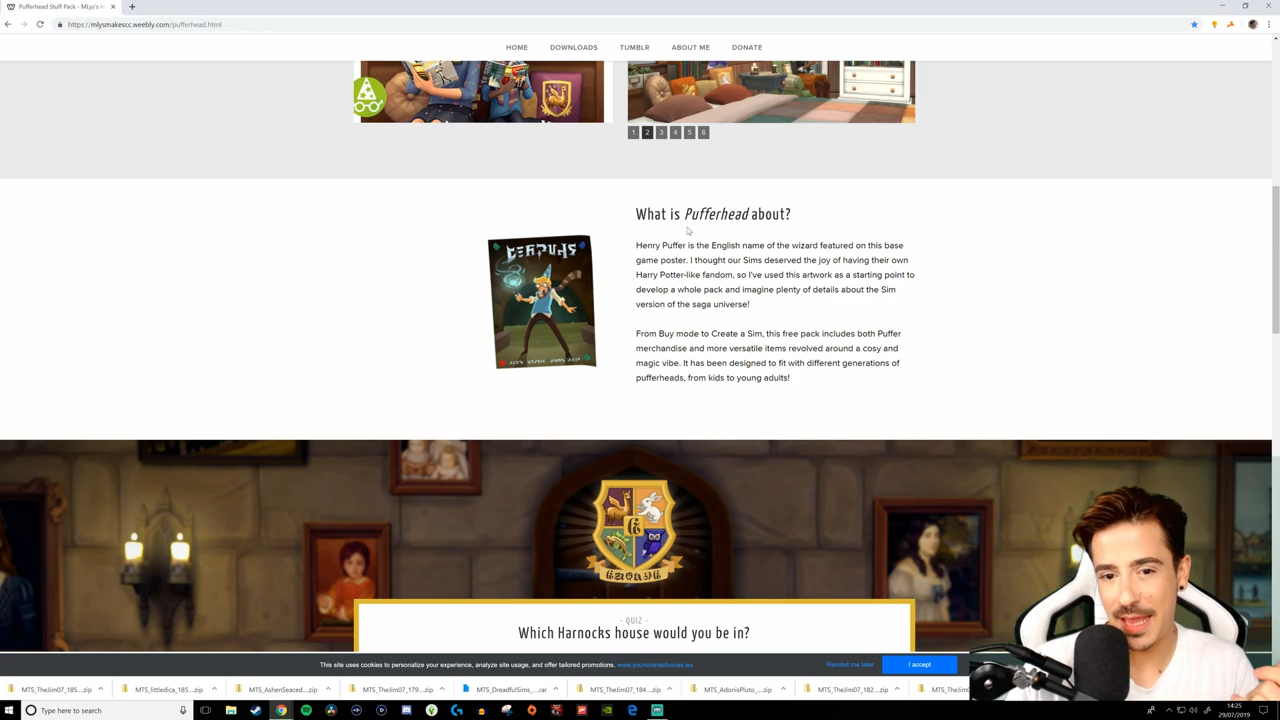 Pufferhead Stuff Pack - MLys's in
https://mlysmakescc.weebly.com/pufferhead.html
HOME DOWNLOADS TUMBLR ABOUT ME DONATE
1 2 3 4 5 6
What is Pufferhead about?
Henry Puffer is the English name of the wizard featured on this base
game poster. I thought our Sims deserved the joy of having their own
Harry Potter-like fandom, so I've used this artwork as a starting point to
develop a whole pack and imagine plenty of details about the Sim
version of the saga universe!
From Buy mode to Create a Sim, this free pack includes both Puffer
merchandise and more versatile items revolved around a cosy and
magic vibe. It has been designed to fit with different generations of
pufferheads, from kids to young adults!
- QUIZ -
Which Harnocks house would you be in?
This site uses cookies to personalize your experience, analyze site usage, and offer tailored promotions. www.youronlinechoices.eu
Remind me later
I accept
MTS_TheJim07_185....zip
MTS_littledica_185....zip
MTS_AshenSeaced....zip
MTS_TheJim07_179....zip
MTS_DreadfulSims_....rar
MTS_TheJim07_184....zip
MTS_AdonisPluto_....zip
MTS_TheJim07_182....zip
MTS_TheJim07
Type here to search
14:25
29/07/2019